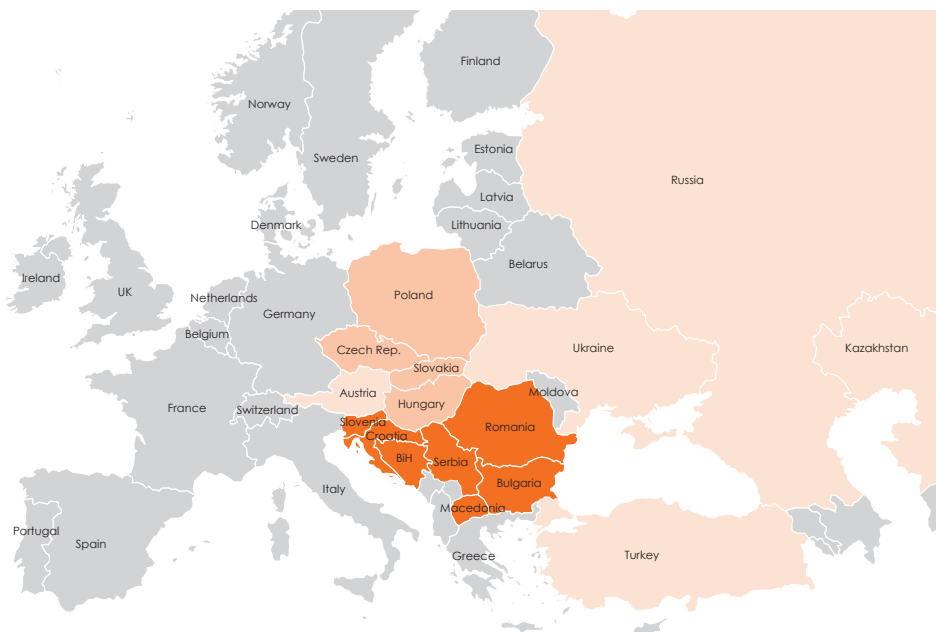 Finland
Norway
Estonia
Sweden
Russia
Latvia
Denmark
Lithuania
Belarus
Ireland
UK
Netherlands
Poland
Germany
Belgium
Ukraine
Kazakhstan
Czech Rep.
Slovakia
Austria
Moldova
Hungary
France
Switzerland
Slovenia
Romania
Croatia
BiH
Serbia
Bulgaria
Italy
Macedonia
Portugal
Spain
Greece
Turkey